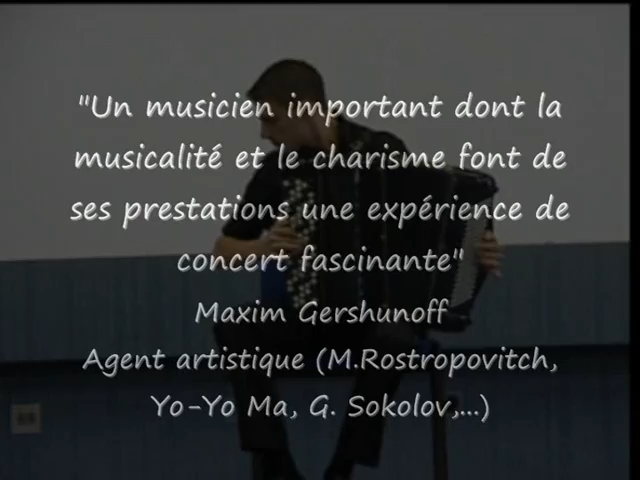 "Un musicien important dont la
musicalité et le charisme font de
ses prestations une expérience de
concert fascinante"
Maxim Gershunoff
Agent artistique (M.Rostropovitch,
Yo-Yo Ma, G. Sokolov,...)